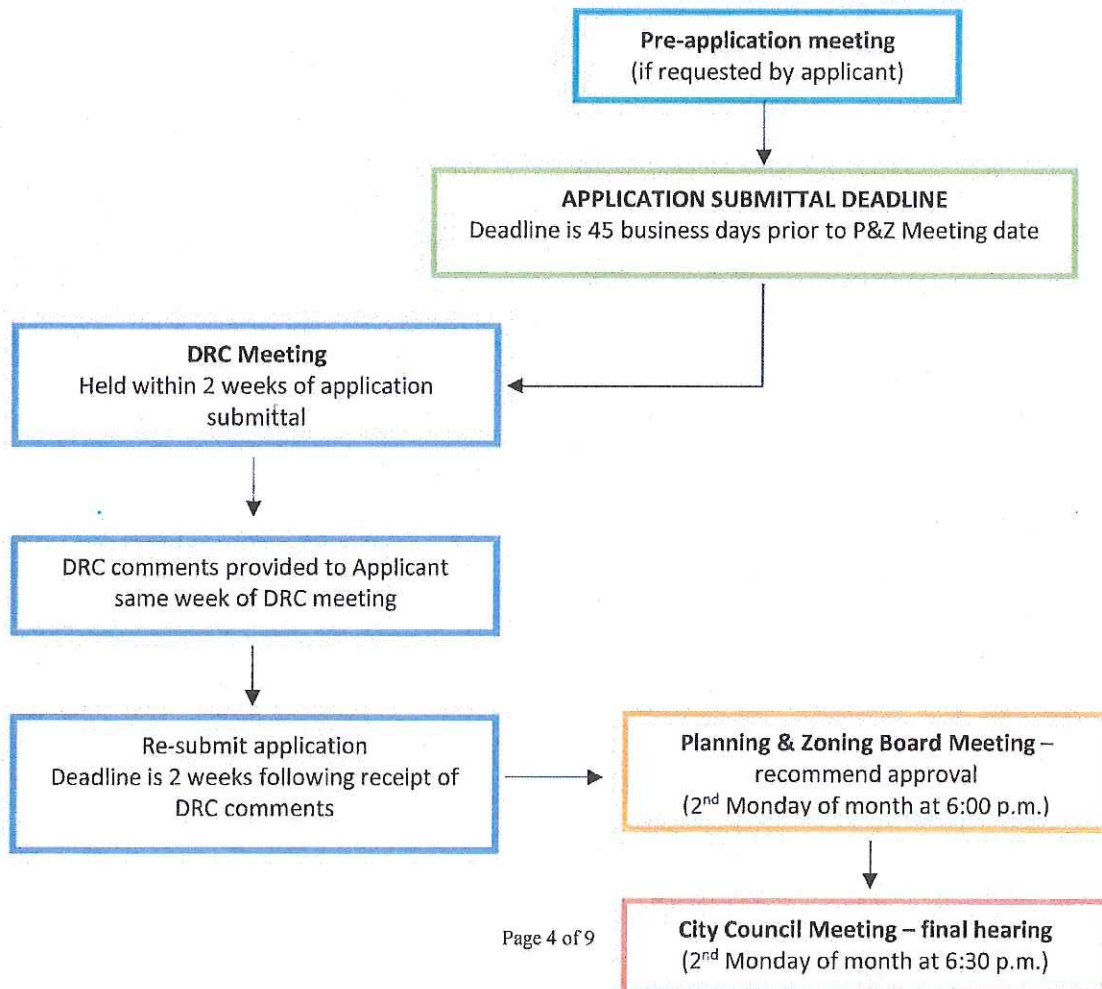 Pre-application meeting
(if requested by applicant)
APPLICATION SUBMITTAL DEADLINE
Deadline is 45 business days prior to P&Z Meeting date
DRC Meeting
Held within 2 weeks of application
submittal
DRC comments provided to Applicant
same week of DRC meeting
Re-submit application
Deadline is 2 weeks following receipt of
DRC comments
Planning & Zoning Board Meeting –
recommend approval
(2nd Monday of month at 6:00 p.m.)
City Council Meeting – final hearing
(2nd Monday of month at 6:30 p.m.)
Page 4 of 9